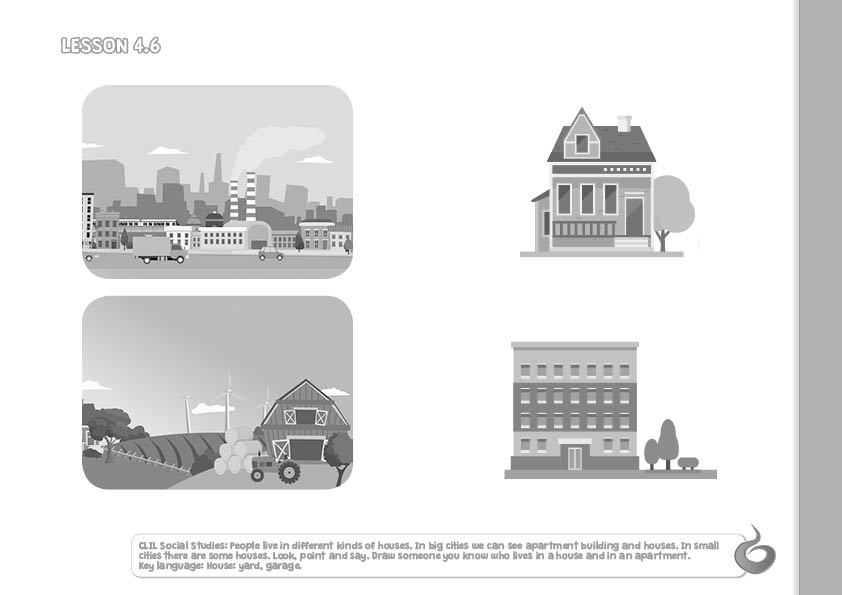 LESSON 4.6
CLIL Social Studies: People live in different kinds of houses. In big cities we can see apartment building and houses. In small
cities there are some houses. Look, point and say. Draw someone you know who lives in a house and in an apartment.
Key language: House: yard, garage.